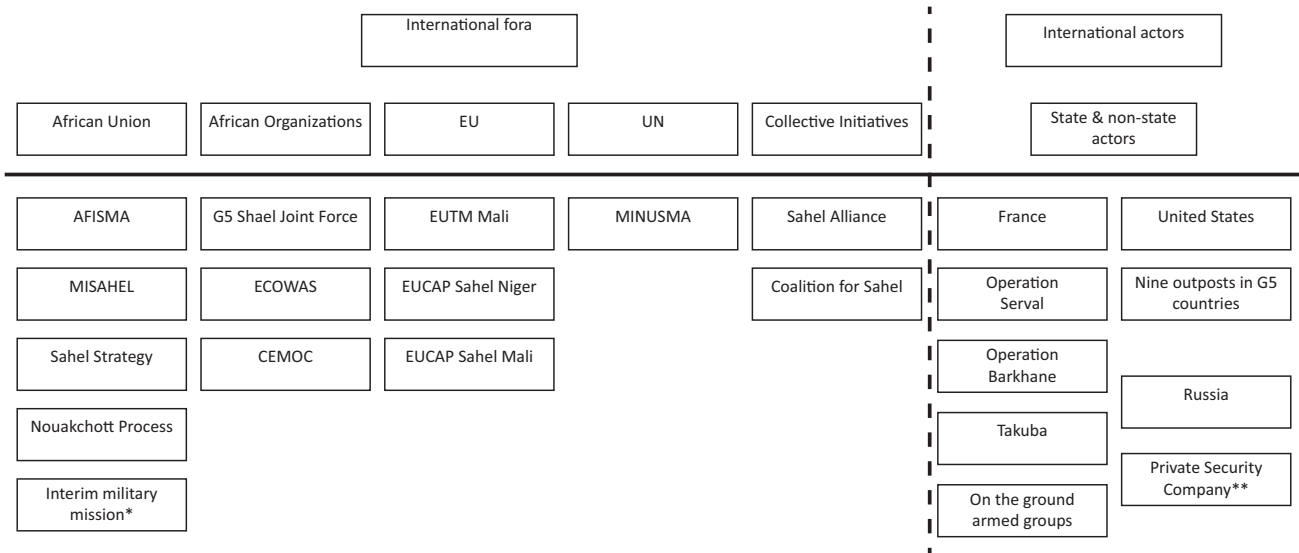 International fora
International actors
African Union
African Organizations
EU
UN
Collective Initiatives
State & non-state
actors
AFISMA
G5 Shael Joint Force
EUTM Mali
MINUSMA
Sahel Alliance
France
United States
MISAHEL
ECOWAS
EUCAP Sahel Niger
Coalition for Sahel
Operation
Serval
Nine outposts in G5
countries
Sahel Strategy
CEMOC
EUCAP Sahel Mali
Operation
Barkhane
Russia
Nouakchott Process
Takuba
Private Security
Company**
Interim military
mission*
On the ground
armed groups